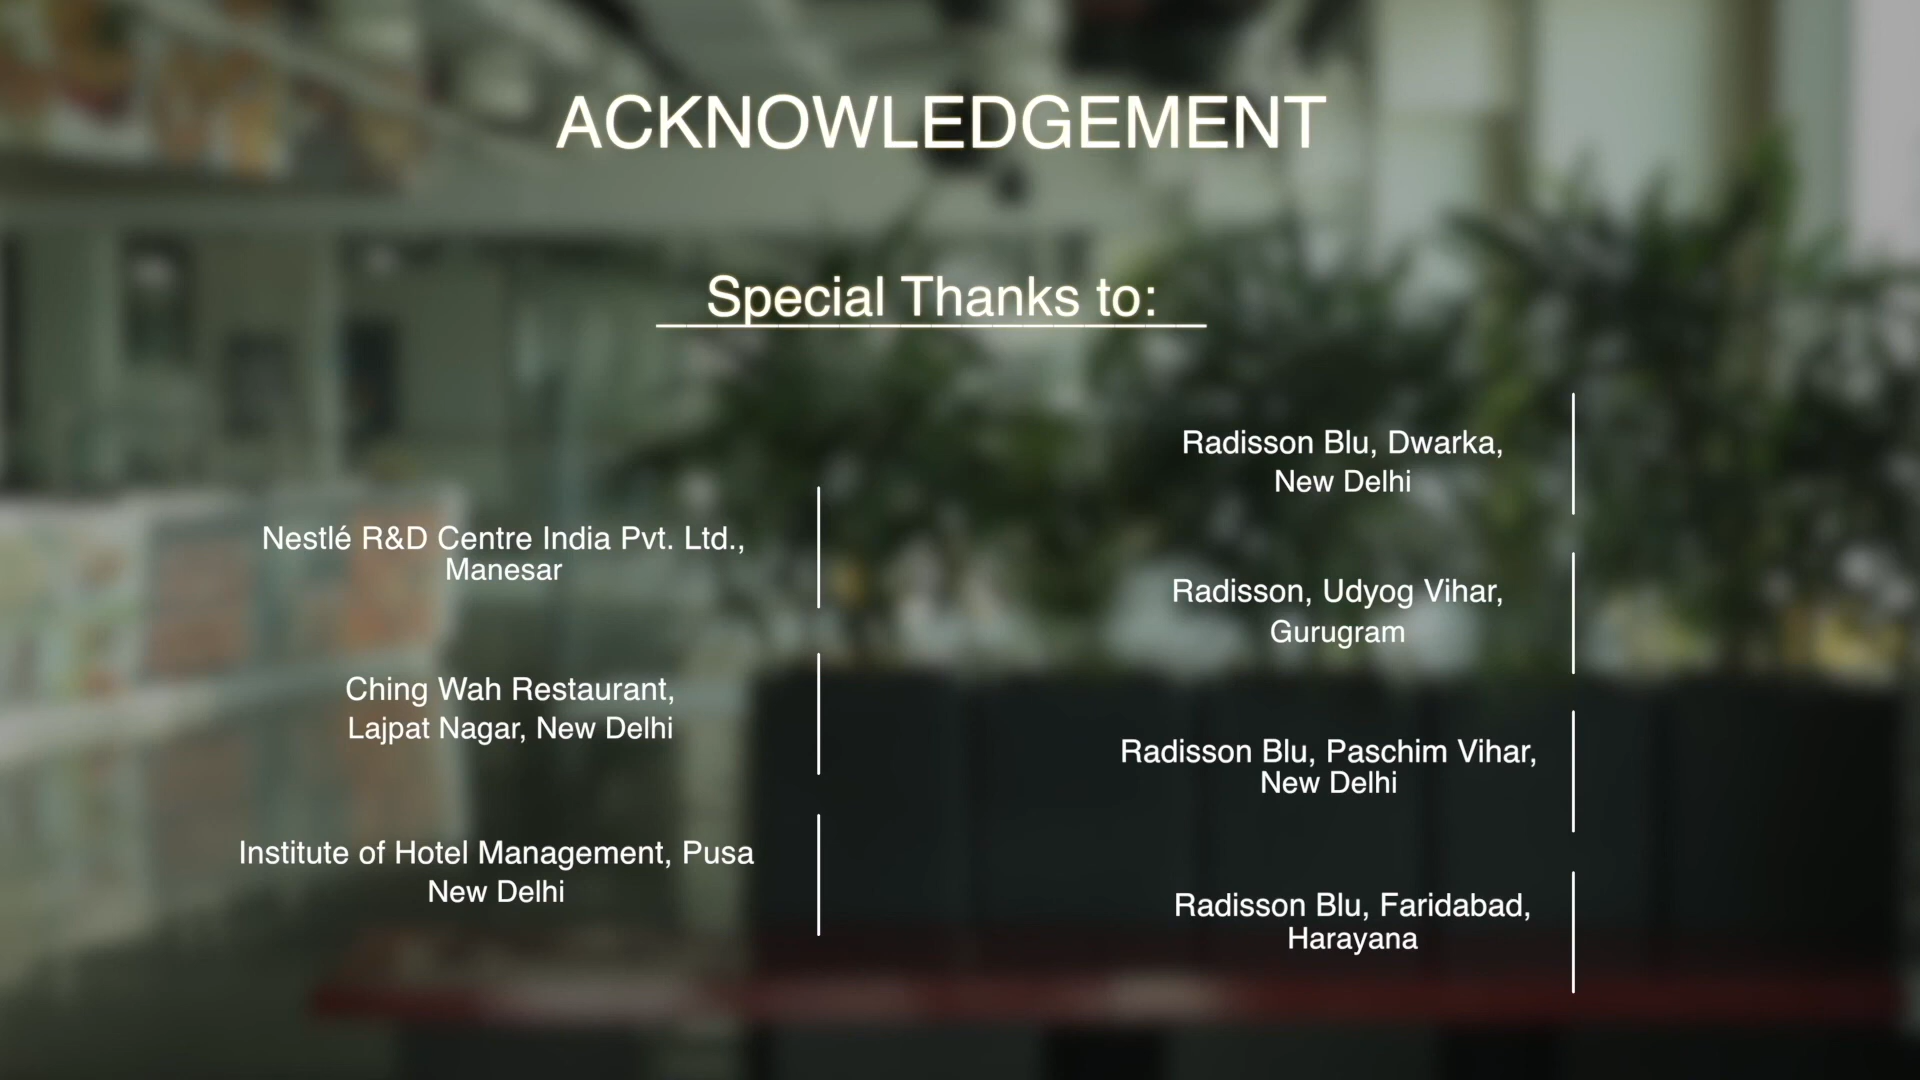 ACKNOWLEDGEMENT
Special Thanks to:
Nestlé R&D Centre India Pvt. Ltd.,
Manesar
Ching Wah Restaurant,
Lajpat Nagar, New Delhi
Institute of Hotel Management, Pusa
New Delhi
Radisson Blu, Dwarka,
New Delhi
Radisson, Udyog Vihar,
Gurugram
Radisson Blu, Paschim Vihar,
New Delhi
Radisson Blu, Faridabad,
Harayana